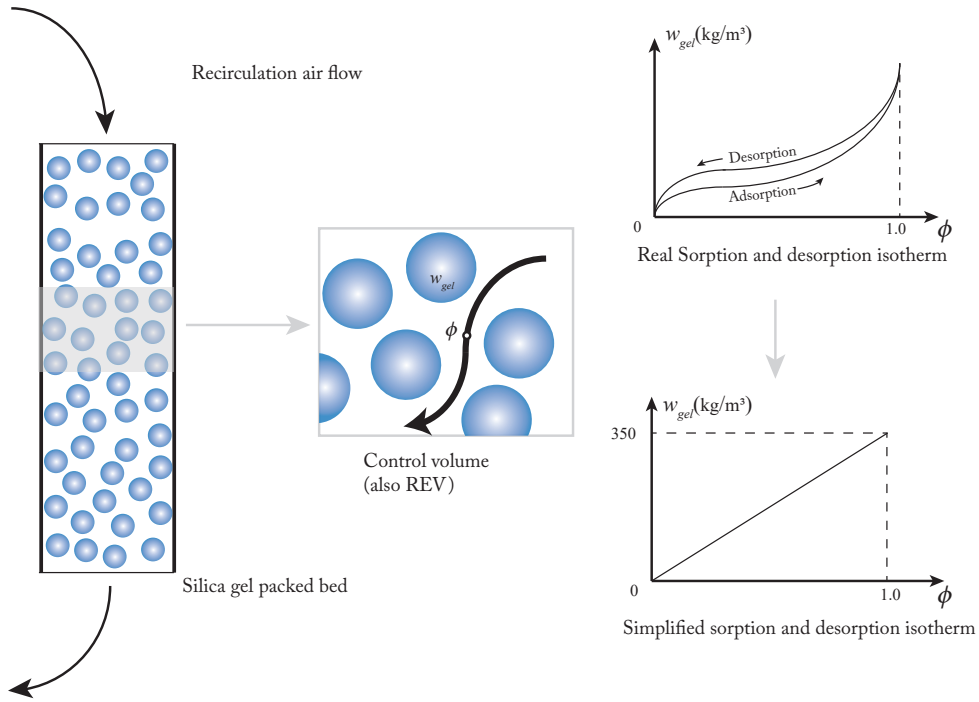 Recirculation air flow
Silica gel packed bed
w_gel
ϕ
Control volume
(also REV)
w_gel(kg/m³)
Desorption
Adsorption
0
1.0
ϕ
Real Sorption and desorption isotherm
w_gel(kg/m³)
350
0
1.0
ϕ
Simplified sorption and desorption isotherm